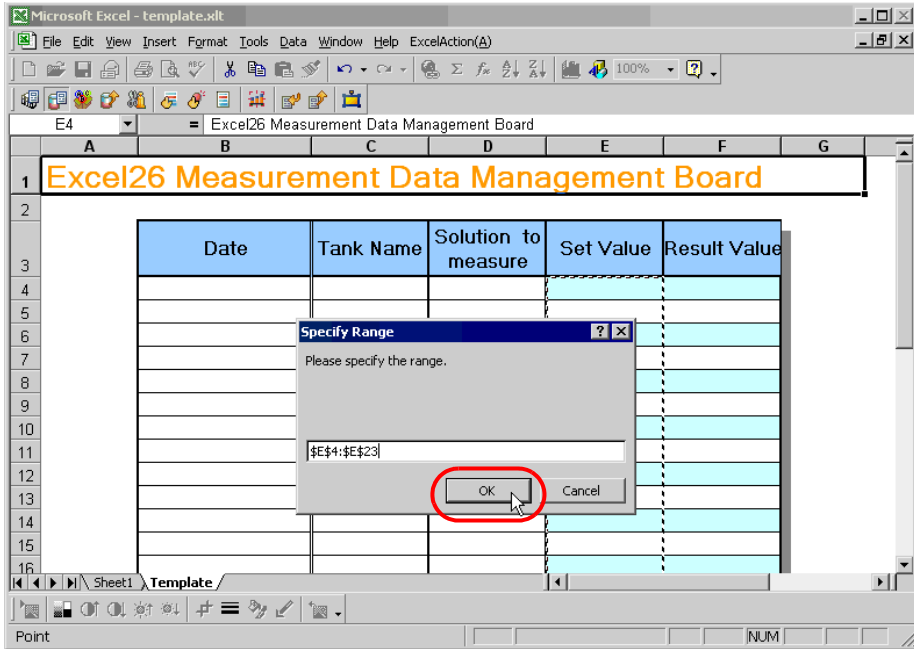 Microsoft Excel - template.xlt
File Edit View Insert Format Tools Data Window Help ExcelAction(A)
100%
E4 = Excel26 Measurement Data Management Board
A B C D E F G
1 Excel26 Measurement Data Management Board
2
3 Date Tank Name Solution to measure Set Value Result Value
4
5
6
7
8
9
10
11
12
13
14
15
16
Specify Range
Please specify the range.
$E$4:$E$23
OK Cancel
Sheet1 Template
Point NUM